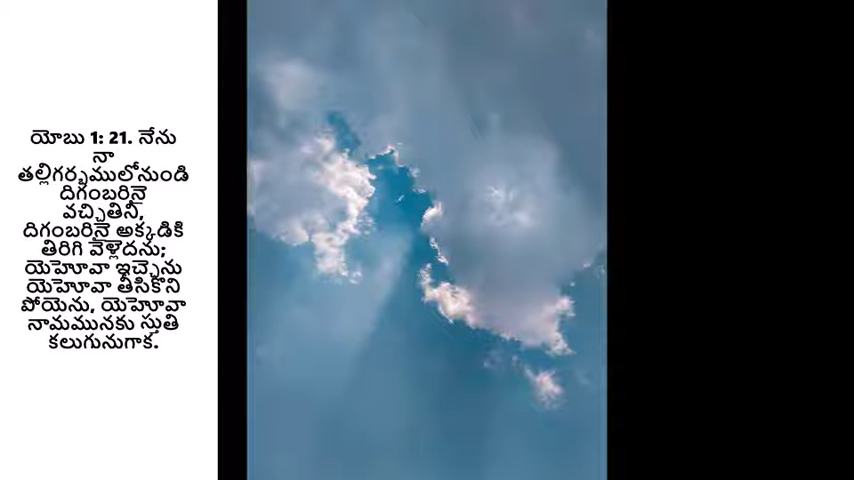 యోబు 1: 21. నేను
నా
తల్లిగర్భములోనుండి
దిగంబరినై
వచ్చితిని,
దిగంబరినై అక్కడికి
తిరిగి వెళ్లెదను;
యెహోవా ఇచ్చెను
యెహోవా తీసికొని
పోయెను, యెహోవా
నామమునకు స్తుతి
కలుగునుగాక.